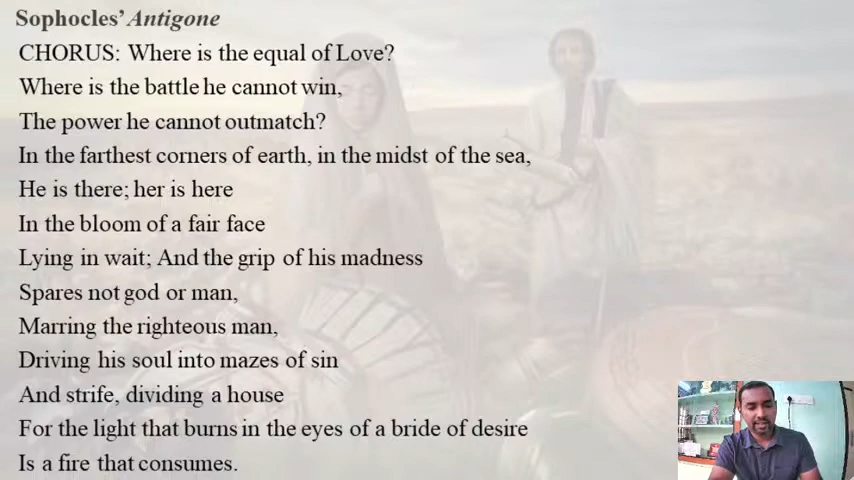 Sophocles’ Antigone
CHORUS: Where is the equal of Love?
Where is the battle he cannot win,
The power he cannot outmatch?
In the farthest corners of earth, in the midst of the sea,
He is there; her is here
In the bloom of a fair face
Lying in wait; And the grip of his madness
Spares not god or man,
Marring the righteous man,
Driving his soul into mazes of sin
And strife, dividing a house
For the light that burns in the eyes of a bride of desire
Is a fire that consumes.